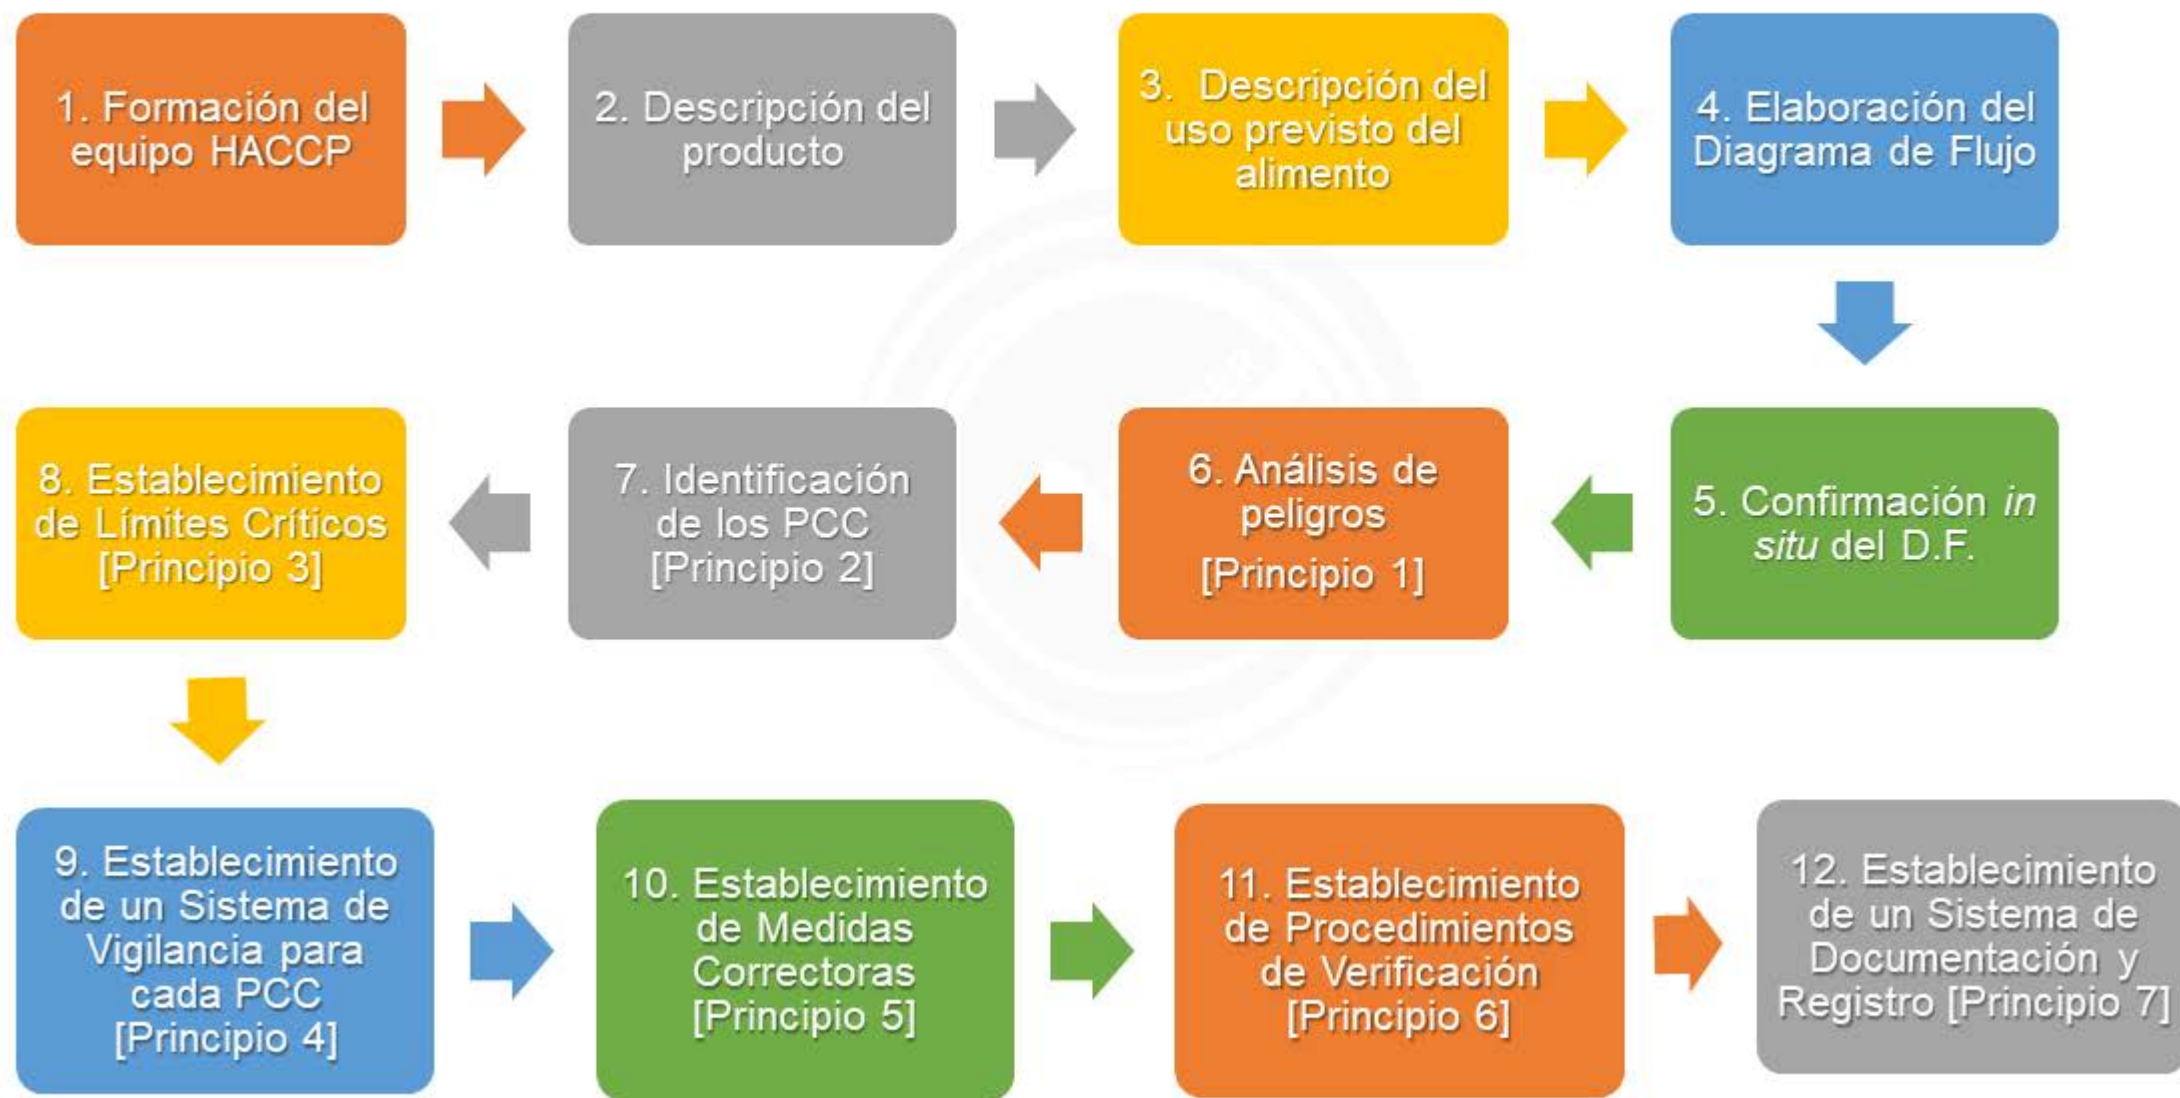 1. Formación del
equipo HACCP
2. Descripción del
producto
3. Descripción del
uso previsto del
alimento
4. Elaboración del
Diagrama de Flujo
5. Confirmación in
situ del D.F.
6. Análisis de
peligros
[Principio 1]
7. Identificación
de los PCC
[Principio 2]
8. Establecimiento
de Límites Críticos
[Principio 3]
9. Establecimiento
de un Sistema de
Vigilancia para
cada PCC
[Principio 4]
10. Establecimiento
de Medidas
Correctoras
[Principio 5]
11. Establecimiento
de Procedimientos
de Verificación
[Principio 6]
12. Establecimiento
de un Sistema de
Documentación y
Registro [Principio 7]